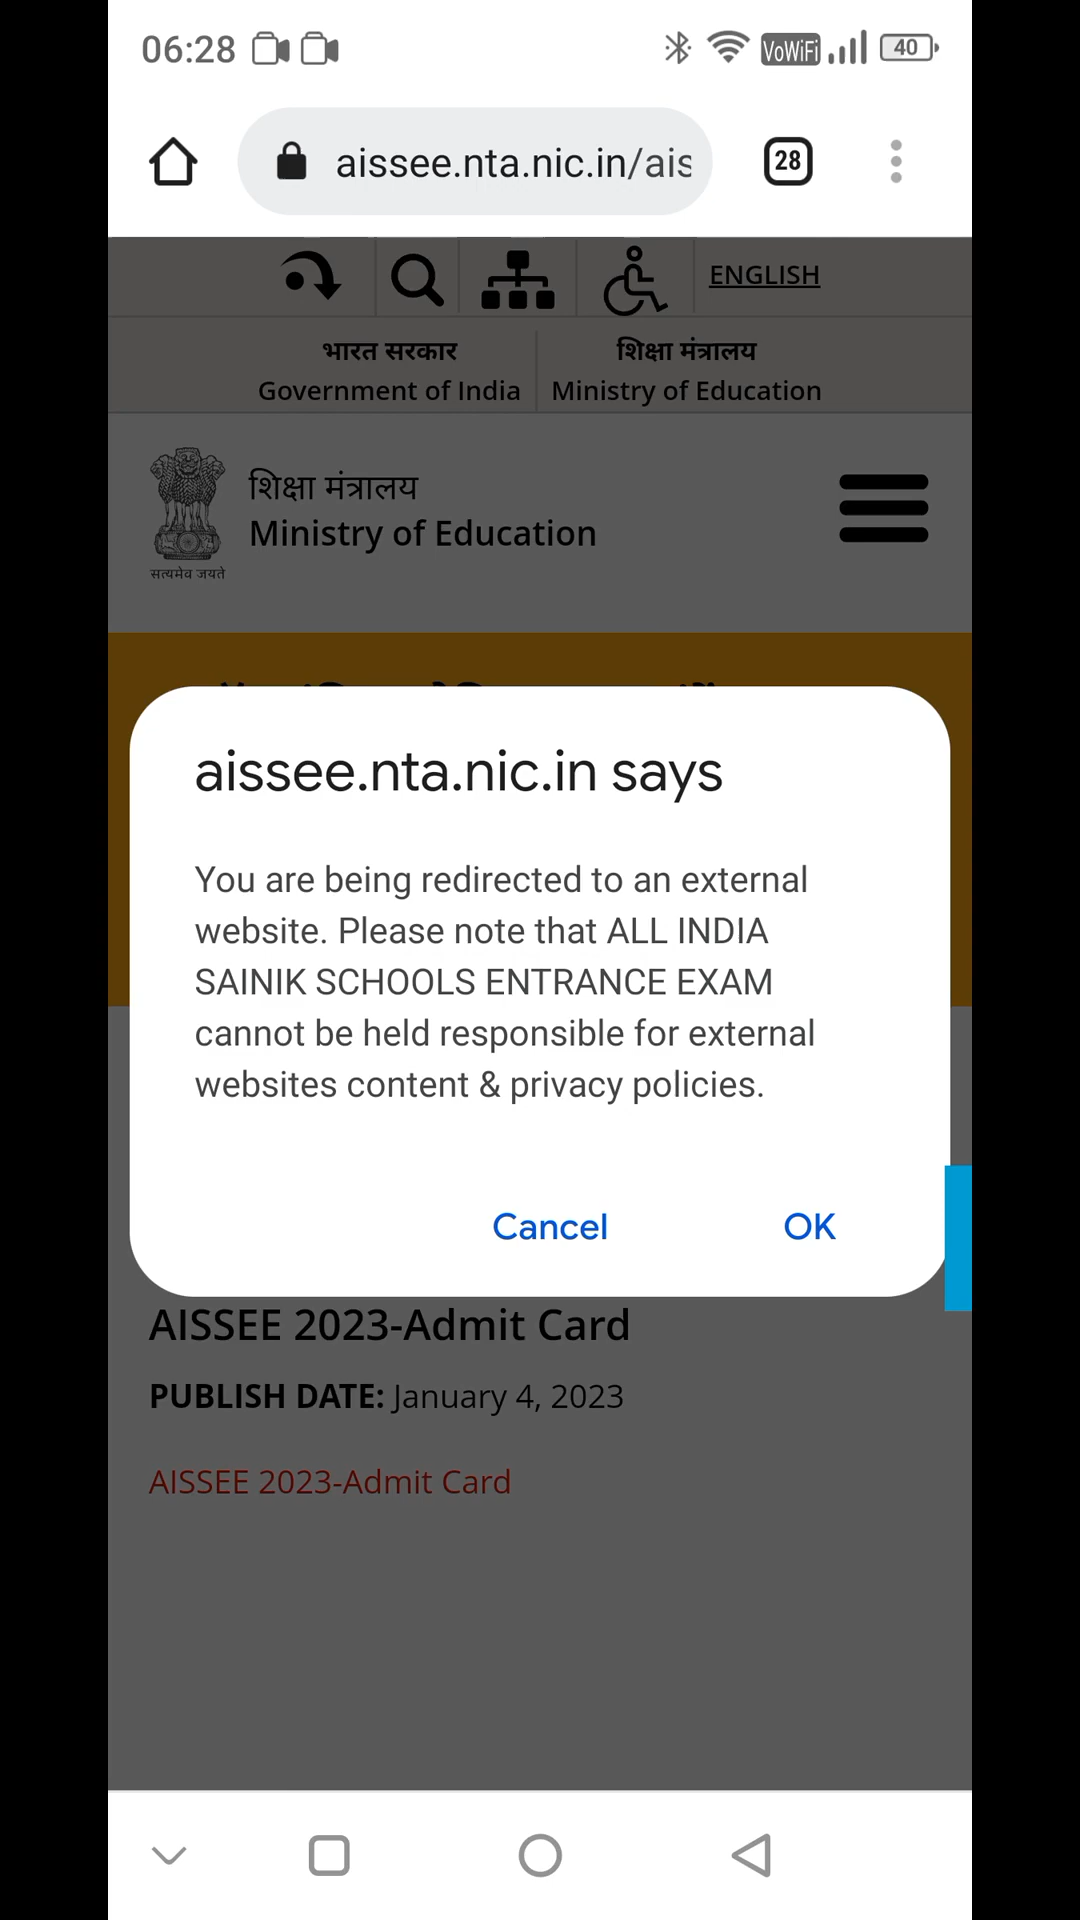 06:28
VoWiFi
40
aissee.nta.nic.in/ais
28
ENGLISH
भारत सरकार
शिक्षा मंत्रालय
Government of India
Ministry of Education
शिक्षा मंत्रालय
Ministry of Education
सत्यमेव जयते
aissee.nta.nic.in says
You are being redirected to an external
website. Please note that ALL INDIA
SAINIK SCHOOLS ENTRANCE EXAM
cannot be held responsible for external
websites content & privacy policies.
Cancel
OK
AISSEE 2023-Admit Card
PUBLISH DATE: January 4, 2023
AISSEE 2023-Admit Card